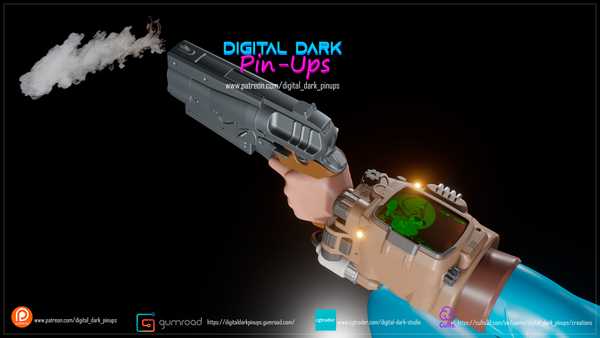 DIGITAL DARK
Pin-Ups
www.patreon.com/digital_dark_pinups
www.patreon.com/digital_dark_pinups
gumroad
https://digitaldarkpinups.gumroad.com/
cgtrader
www.cgtrader.com/digital-dark-studio
Cults